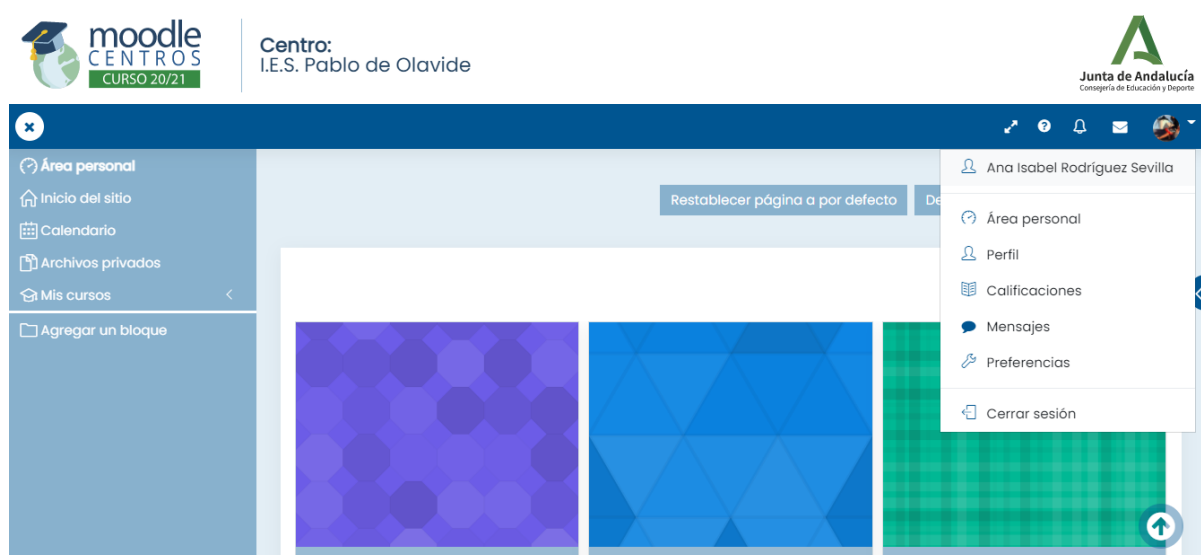 moodle
CENTROS
CURSO 20/21
Centro:
I.E.S. Pablo de Olavide
Junta de Andalucía
Consejería de Educación y Deporte
Área personal
Inicio del sitio
Calendario
Archivos privados
Mis cursos
Agregar un bloque
Restablecer página a por defecto
De
Ana Isabel Rodríguez Sevilla
Área personal
Perfil
Calificaciones
Mensajes
Preferencias
Cerrar sesión